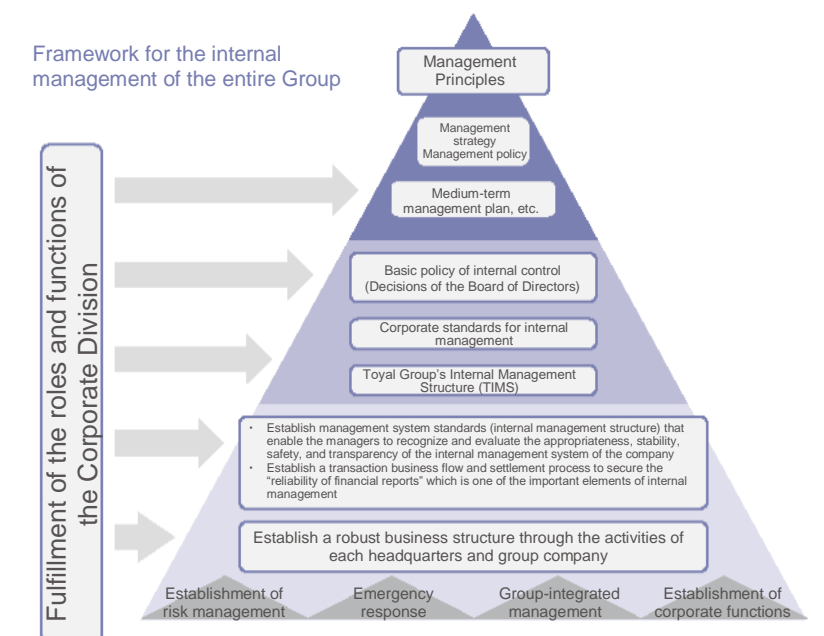 Framework for the internal
management of the entire Group
Management
Principles
Management
strategy
Management policy
Medium-term
management plan, etc.
Basic policy of internal control
(Decisions of the Board of Directors)
Corporate standards for internal
management
Toyal Group's Internal Management
Structure (TIMS)
• Establish management system standards (internal management structure) that
enable the managers to recognize and evaluate the appropriateness, stability,
safety, and transparency of the internal management system of the company
• Establish a transaction business flow and settlement process to secure the
“reliability of financial reports” which is one of the important elements of internal
management
Establish a robust business structure through the activities of
each headquarters and group company
Establishment of
risk management
Emergency
response
Group-integrated
management
Establishment of
corporate functions
Fulfillment of the roles and functions of
the Corporate Division